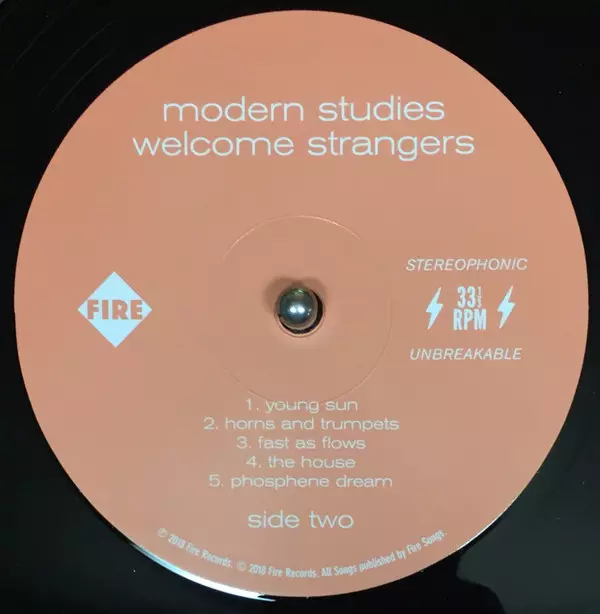 modern studies
welcome strangers
STEREOPHONIC
FIRE
33 1/3
RPM
UNBREAKABLE
1. young sun
2. horns and trumpets
3. fast as flows
4. the house
5. phosphene dream
side two
℗ 2018 Fire Records. © 2018 Fire Records. All Songs published by Fire Songs.